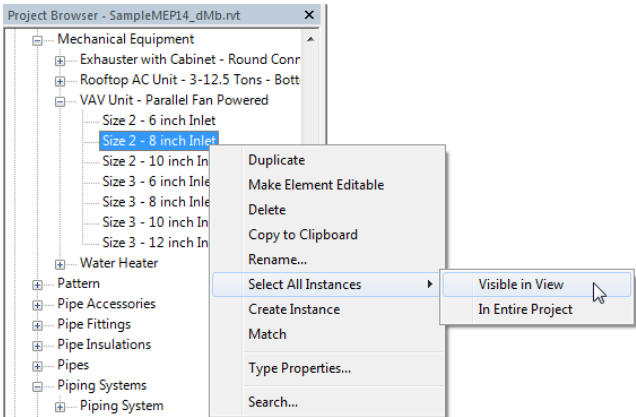 Project Browser - SampleMEP14_dMb.rvt
Mechanical Equipment
Exhauster with Cabinet - Round Conn
Rooftop AC Unit - 3-12.5 Tons - Bott
VAV Unit - Parallel Fan Powered
Size 2 - 6 inch Inlet
Size 2 - 8 inch Inlet
Size 2 - 10 inch In
Size 3 - 6 inch Inle
Size 3 - 8 inch Inle
Size 3 - 10 inch In
Size 3 - 12 inch In
Water Heater
Pattern
Pipe Accessories
Pipe Fittings
Pipe Insulations
Pipes
Piping Systems
Piping System
Duplicate
Make Element Editable
Delete
Copy to Clipboard
Rename...
Select All Instances
Create Instance
Match
Type Properties...
Search...
Visible in View
In Entire Project